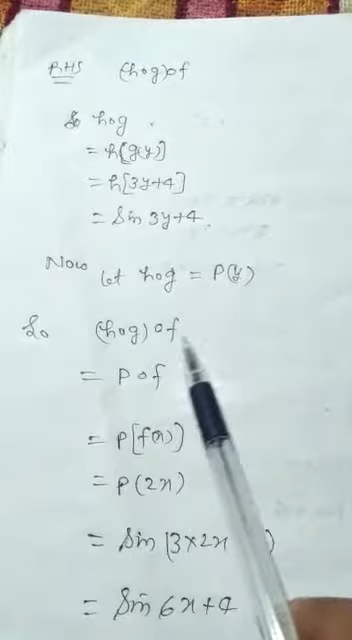 RHS (hog)of
So hog
= h[g(y)]
= h[3y+4]
= Sin 3y+4.
Now let hog = P(y)
So (hog) of
= P of
= P[f(x)]
= P(2x)
= Sin (3×2x )
= Sin 6x+4